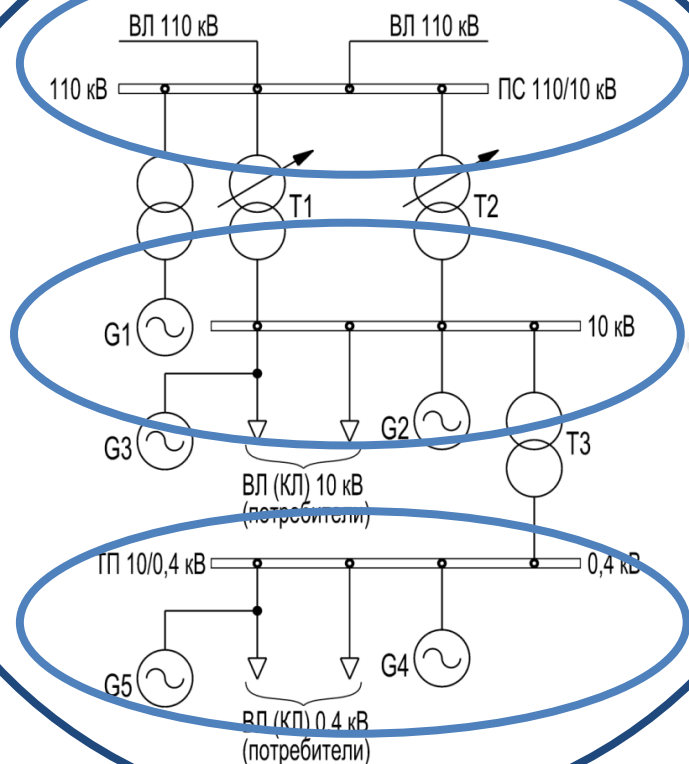 ВЛ 110 кВ
ВЛ 110 кВ
110 кВ
ПС 110/10 кВ
T1
T2
G1
10 кВ
G3
G2
T3
ВЛ (КЛ) 10 кВ
(потребители)
ТП 10/0,4 кВ
0,4 кВ
G5
G4
ВЛ (КЛ) 0,4 кВ
(потребители)